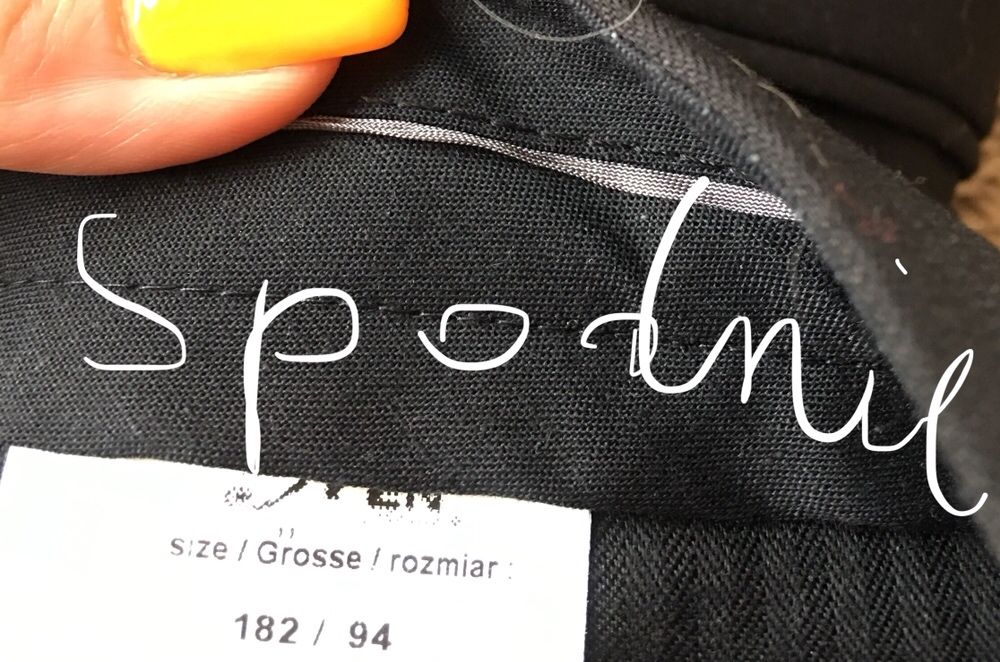 Spodnie
size / Grosse / rozmiar :
182 / 94